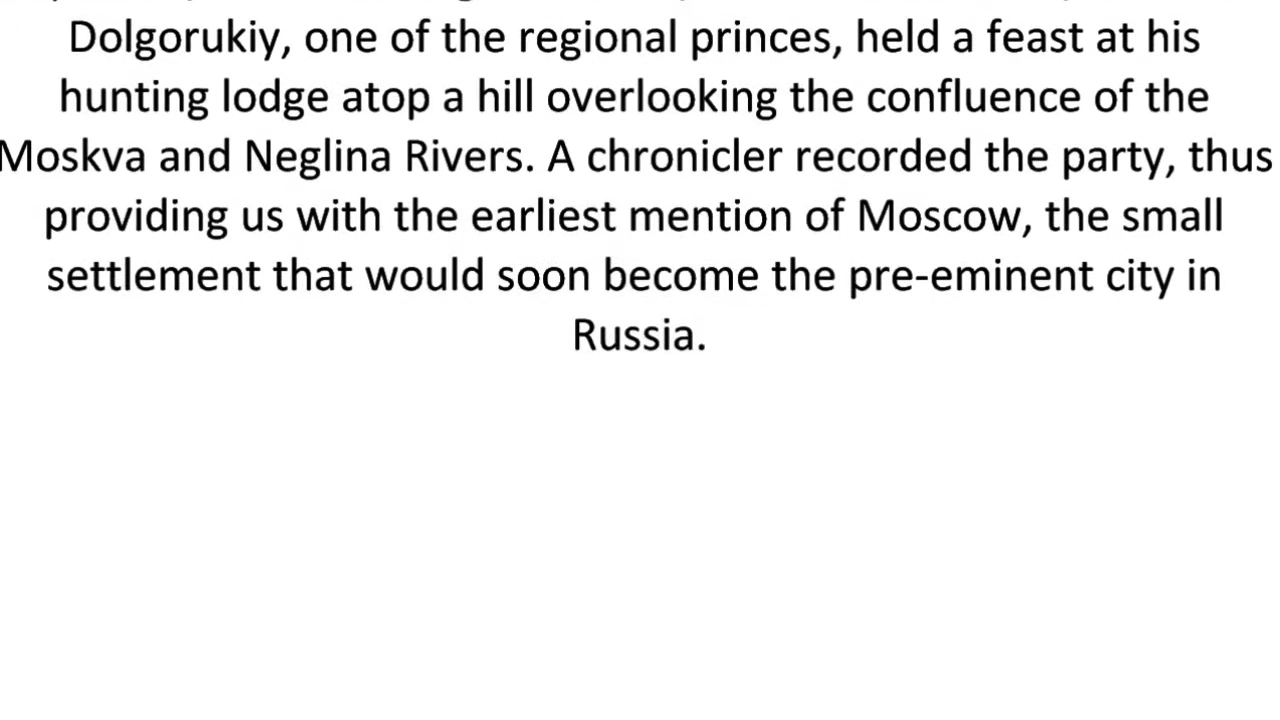 Dolgorukiy, one of the regional princes, held a feast at his
hunting lodge atop a hill overlooking the confluence of the
Moskva and Neglina Rivers. A chronicler recorded the party, thus
providing us with the earliest mention of Moscow, the small
settlement that would soon become the pre-eminent city in
Russia.